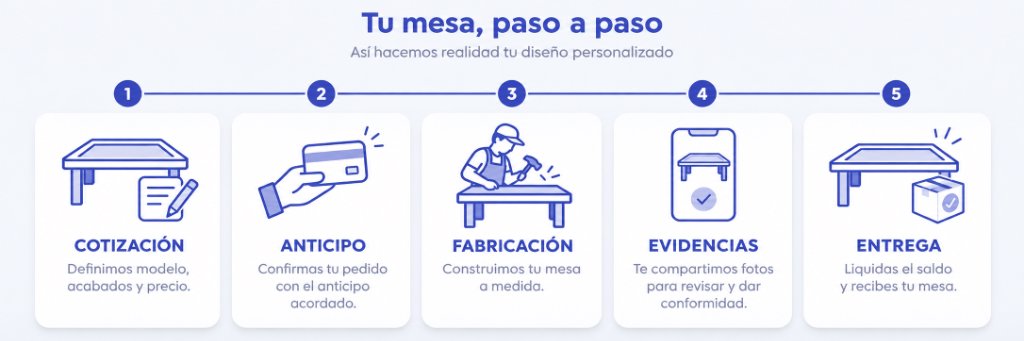 Tu mesa, paso a paso
Así hacemos realidad tu diseño personalizado
1
2
3
4
5
COTIZACIÓN
Definimos modelo,
acabados y precio.
ANTICIPO
Confirmas tu pedido
con el anticipo
acordado.
FABRICACIÓN
Construimos tu mesa
a medida.
EVIDENCIAS
Te compartimos fotos
para revisar y dar
conformidad.
ENTREGA
Liquidas el saldo
y recibes tu mesa.